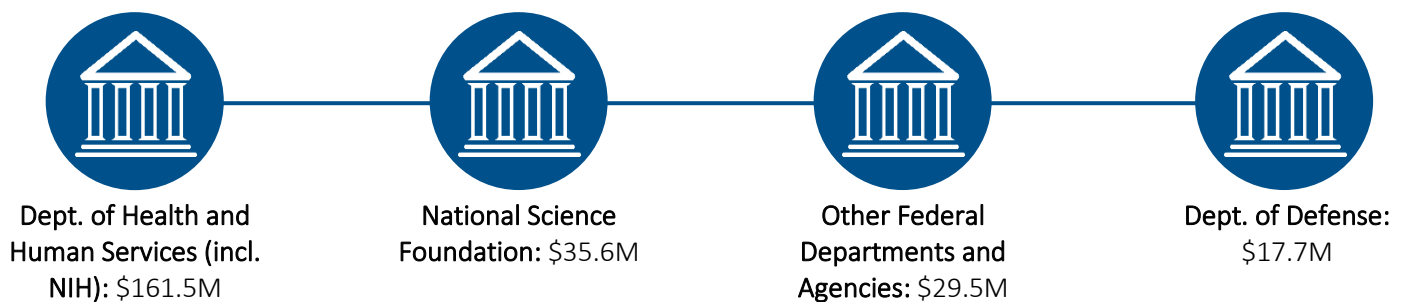 Dept. of Health and
Human Services (incl.
NIH): $161.5M
National Science
Foundation: $35.6M
Other Federal
Departments and
Agencies: $29.5M
Dept. of Defense:
$17.7M